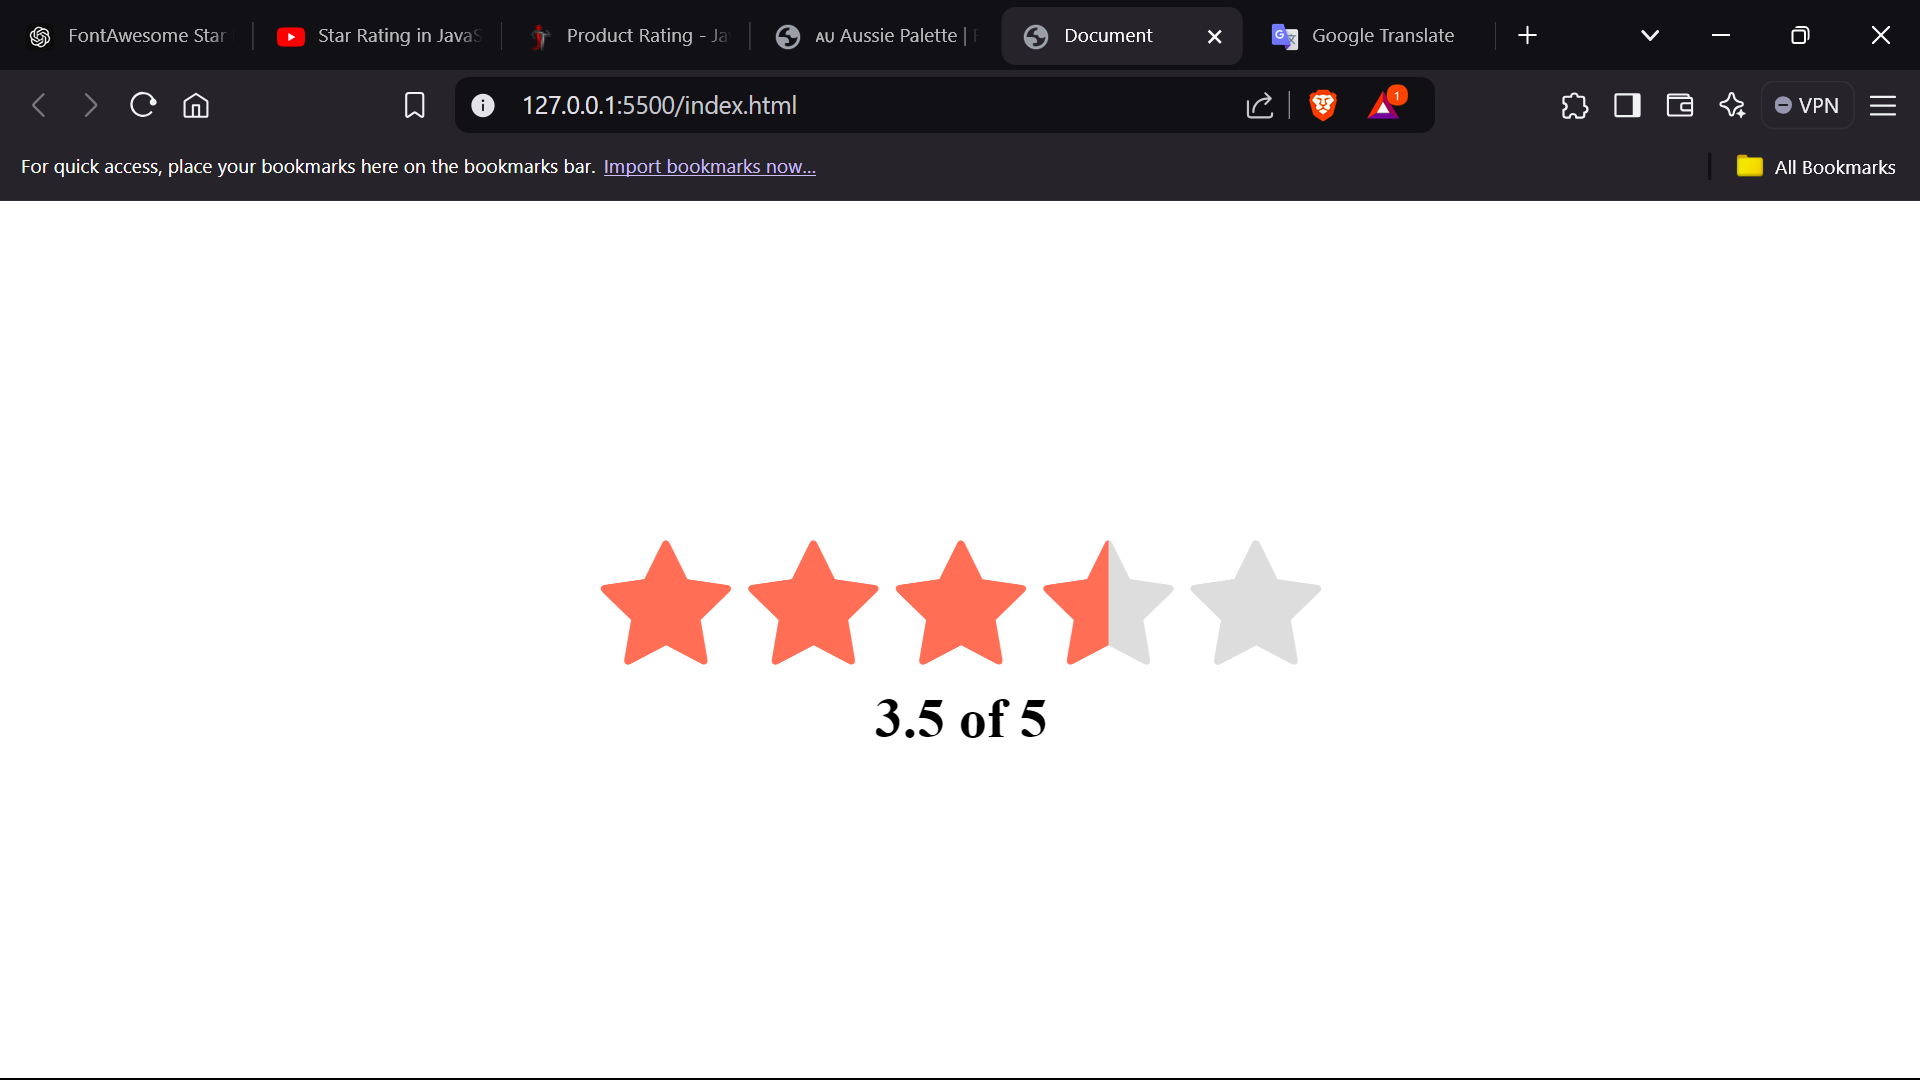 FontAwesome Star
Star Rating in JavaS
Product Rating - Ja
AU Aussie Palette |
Document
Google Translate
127.0.0.1:5500/index.html
1
VPN
For quick access, place your bookmarks here on the bookmarks bar. Import bookmarks now...
All Bookmarks
3.5 of 5